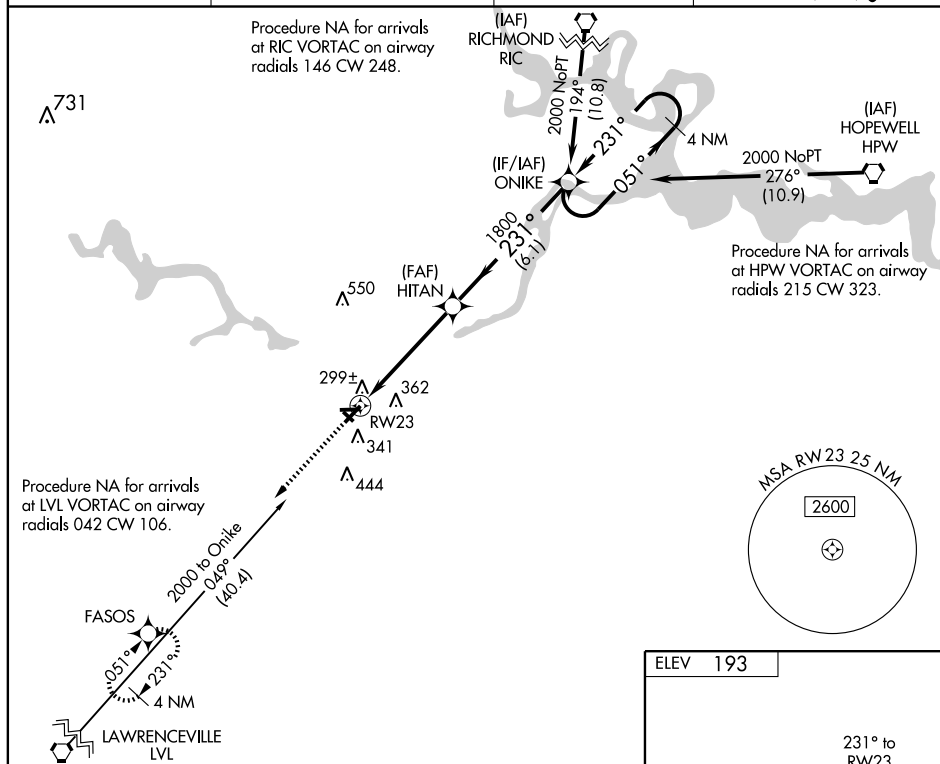 Procedure NA for arrivals
at RIC VORTAC on airway
radials 146 CW 248.
(IAF)
RICHMOND
RIC
731
2000 NoPT
194°
(10.8)
231°
051°
4 NM
(IAF)
HOPEWELL
HPW
2000 NoPT
276°
(10.9)
(IF/IAF)
ONIKE
1800
231°
(6.1)
Procedure NA for arrivals
at HPW VORTAC on airway
radials 215 CW 323.
(FAF)
HITAN
550
299±
362
RW23
341
444
Procedure NA for arrivals
at LVL VORTAC on airway
radials 042 CW 106.
MSA RW23 25 NM
2600
2000 to Onike
049°
(40.4)
FASOS
051°
231°
4 NM
LAWRENCEVILLE
LVL
ELEV 193
231° to
RW23